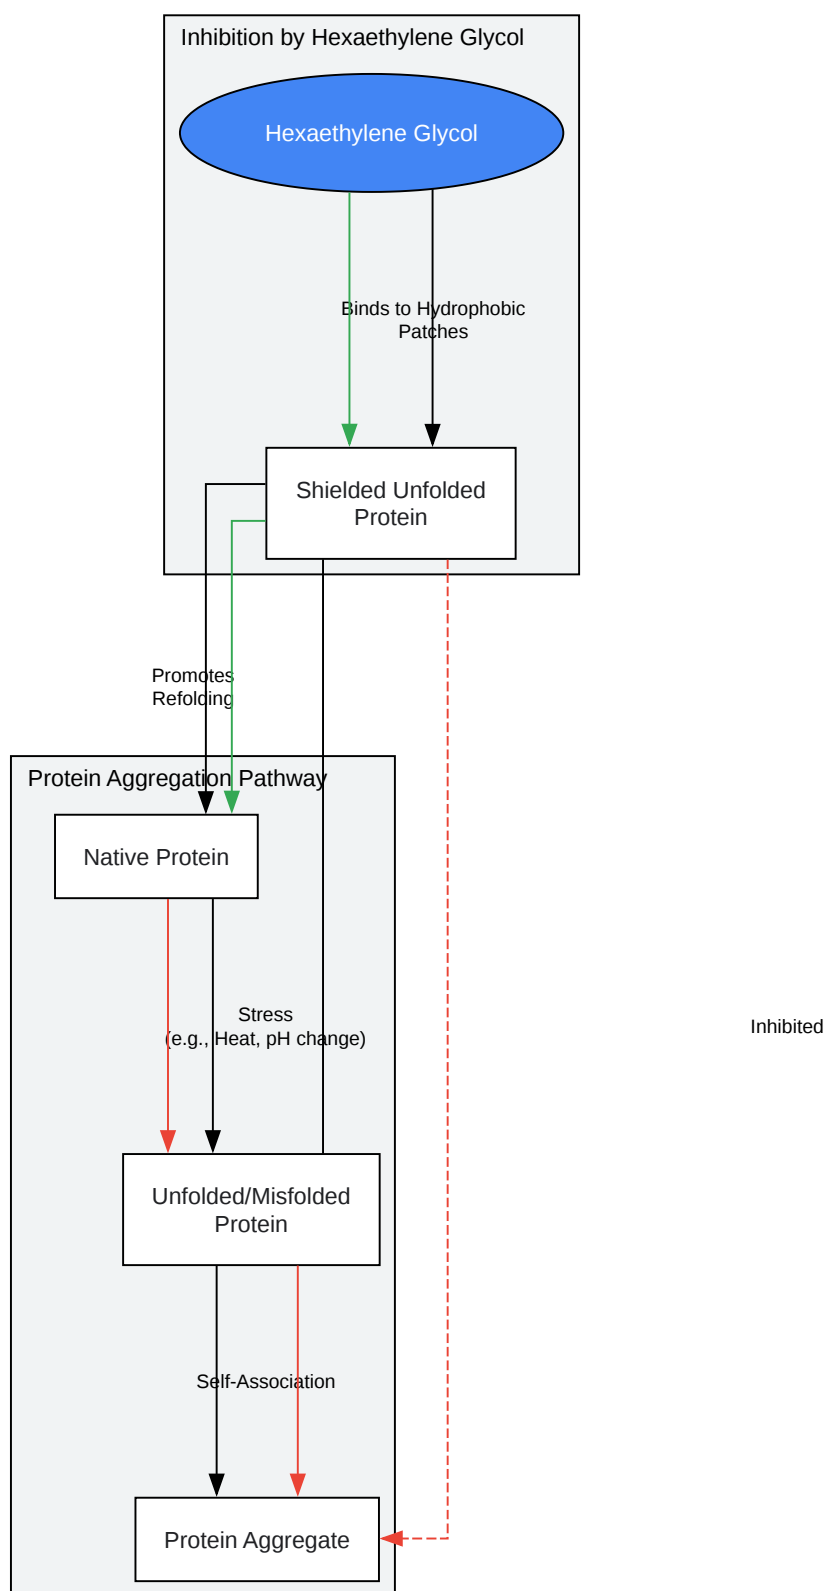 Inhibition by Hexaethylene Glycol
Hexaethylene Glycol
Binds to Hydrophobic
Patches
Shielded Unfolded
Protein
Promotes
Refolding
Protein Aggregation Pathway
Native Protein
Stress
(e.g., Heat, pH change)
Inhibited
Unfolded/Misfolded
Protein
Self-Association
Protein Aggregate